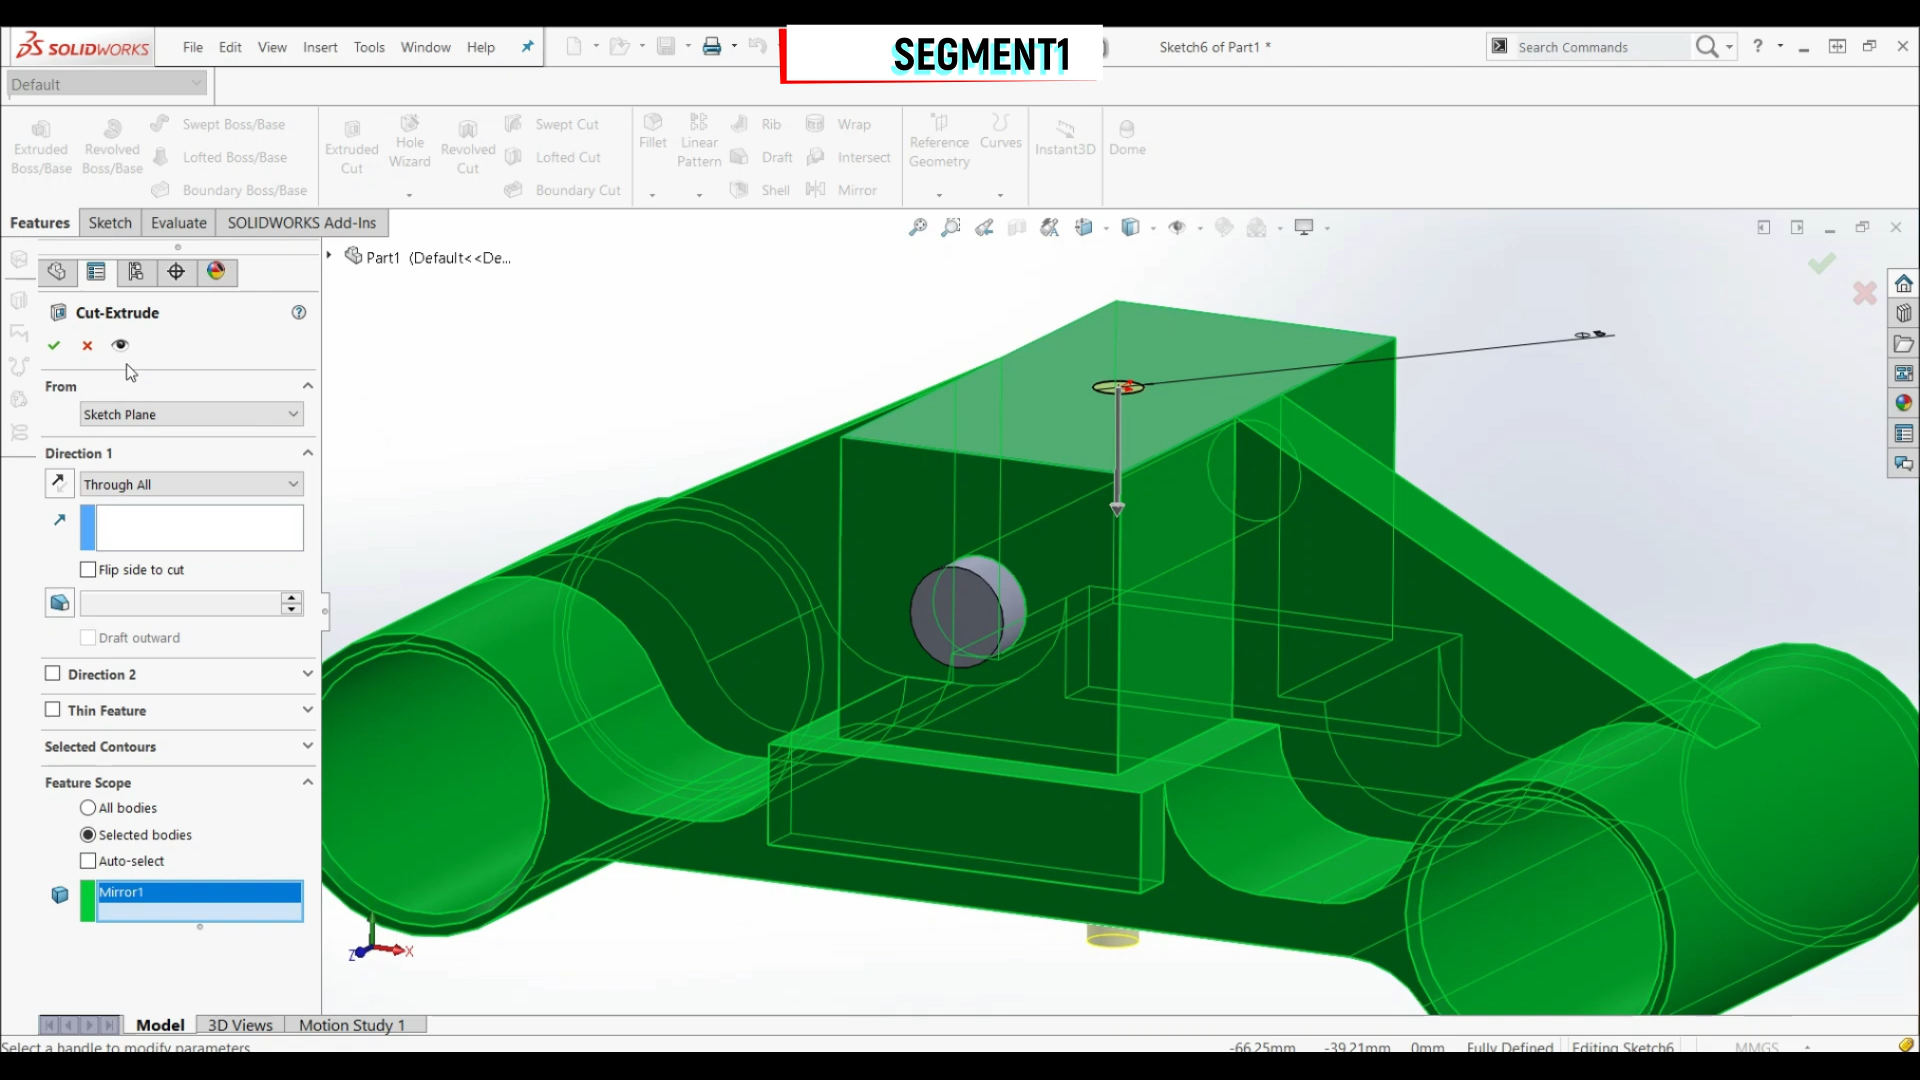 SOLIDWORKS
File Edit View Insert Tools Window Help
SEGMENT1
Sketch6 of Part1 *
Search Commands
?
Default
Extruded Boss/Base
Revolved Boss/Base
Swept Boss/Base
Lofted Boss/Base
Boundary Boss/Base
Extruded Cut
Hole Wizard
Revolved Cut
Swept Cut
Lofted Cut
Boundary Cut
Fillet
Linear Pattern
Rib
Draft
Shell
Wrap
Intersect
Mirror
Reference Geometry
Curves
Instant3D
Dome
Features Sketch Evaluate SOLIDWORKS Add-Ins
Part1 (Default<<De...
Cut-Extrude
?
From
Sketch Plane
Direction 1
Through All
Flip side to cut
Draft outward
Direction 2
Thin Feature
Selected Contours
Feature Scope
All bodies
Selected bodies
Auto-select
Mirror1
Z X
Model 3D Views Motion Study 1
Select a handle to modify parameters
-66.25mm -39.21mm 0mm Fully Defined Editing Sketch6 MMGS